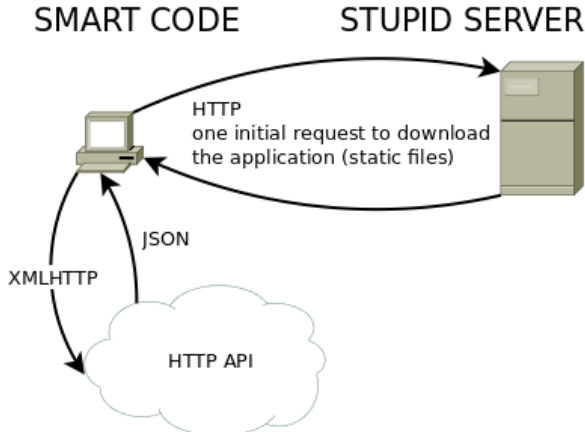 SMART CODE
STUPID SERVER
HTTP
one initial request to download
the application (static files)
JSON
XMLHTTP
HTTP API